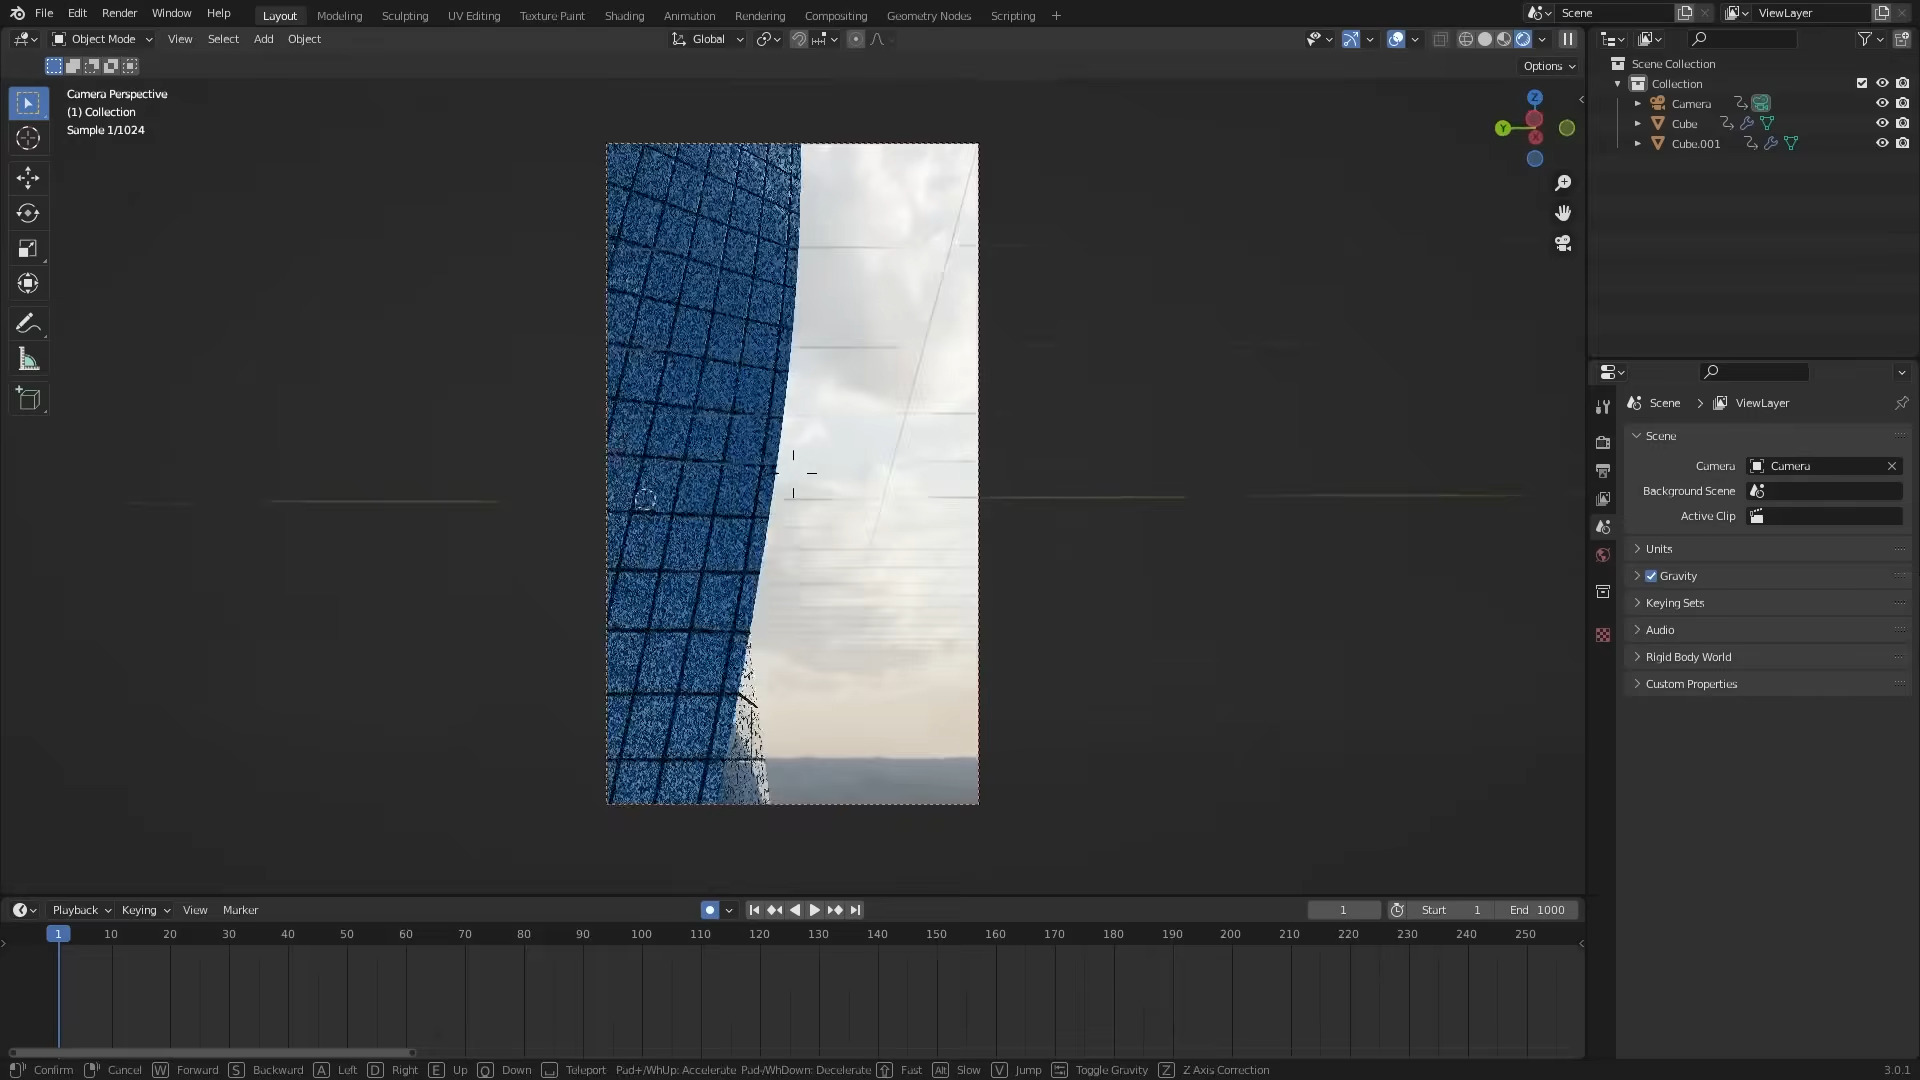 File Edit Render Window Help Layout Modeling Sculpting UV Editing Texture Paint Shading Animation Rendering Compositing Geometry Nodes Scripting + Scene ViewLayer
Object Mode View Select Add Object Global
Options
Camera Perspective
(1) Collection
Sample 1/1024
Z
Y
X
Scene Collection
Collection
Camera
Cube
Cube.001
Scene ViewLayer
Scene
Camera Camera
Background Scene
Active Clip
Units
Gravity
Keying Sets
Audio
Rigid Body World
Custom Properties
Playback Keying View Marker 1 Start 1 End 1000
1 10 20 30 40 50 60 70 80 90 100 110 120 130 140 150 160 170 180 190 200 210 220 230 240 250
Confirm Cancel W Forward S Backward A Left D Right E Up Q Down Teleport Pad+/WhUp: Accelerate Pad-/WhDown: Decelerate Fast Alt Slow V Jump Toggle Gravity Z Z Axis Correction 3.0.1